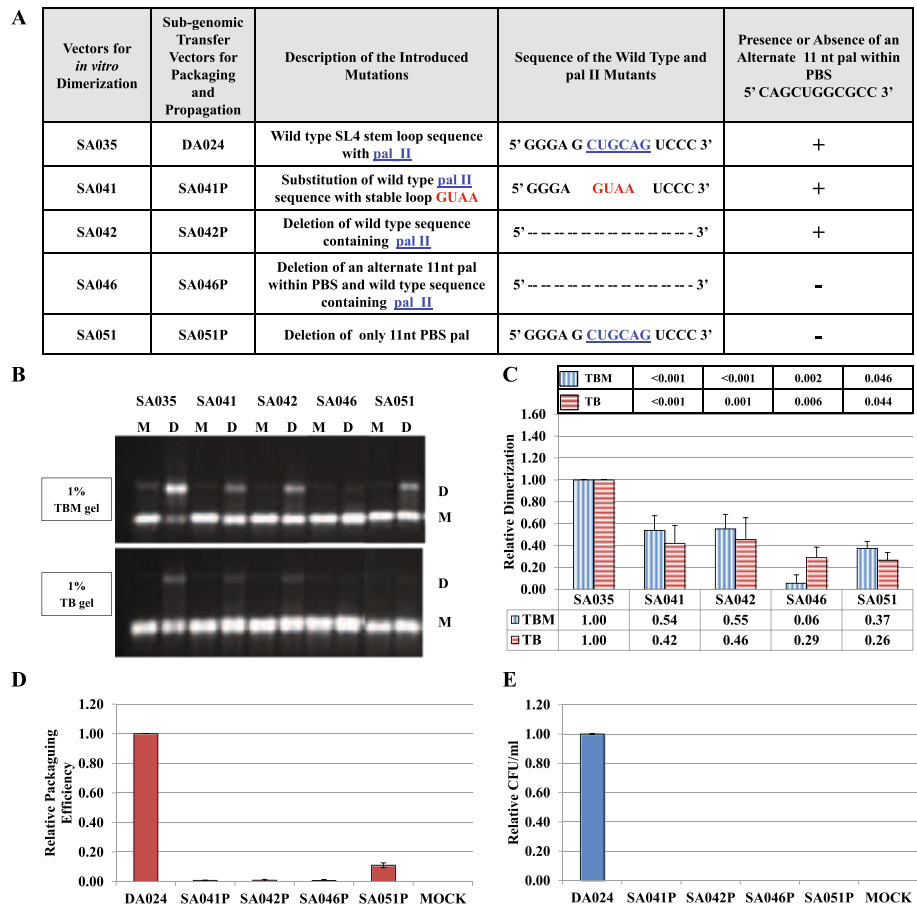 A
Vectors for in vitro Dimerization
Sub-genomic Transfer Vectors for Packaging and Propagation
Description of the Introduced Mutations
Sequence of the Wild Type and pal II Mutants
Presence or Absence of an Alternate 11 nt pal within PBS
5' CAGCUGGCGCC 3'
SA035
DA024
Wild type SL4 stem loop sequence with pal_II
5' GGGA G CUGCAG UCCC 3'
+
SA041
SA041P
Substitution of wild type pal II sequence with stable loop GUAA
5' GGGA GUAA UCCC 3'
+
SA042
SA042P
Deletion of wild type sequence containing pal II
5' -- -- -- -- -- -- -- -- -- - 3'
+
SA046
SA046P
Deletion of an alternate 11nt pal within PBS and wild type sequence containing pal_II
5' -- -- -- -- -- -- -- -- -- - 3'
-
SA051
SA051P
Deletion of only 11nt PBS pal
5' GGGA G CUGCAG UCCC 3'
-
B
SA035 SA041 SA042 SA046 SA051
M D M D M D M D M D
1% TBM gel
D
M
1% TB gel
D
M
C
TBM <0.001 <0.001 0.002 0.046
TB <0.001 0.001 0.006 0.044
Relative Dimerization
1.60
1.40
1.20
1.00
0.80
0.60
0.40
0.20
0.00
SA035 SA041 SA042 SA046 SA051
TBM 1.00 0.54 0.55 0.06 0.37
TB 1.00 0.42 0.46 0.29 0.26
D
Relative Packaguing Efficiency
1.20
1.00
0.80
0.60
0.40
0.20
0.00
DA024 SA041P SA042P SA046P SA051P MOCK
E
Relative CFU/ml
1.20
1.00
0.80
0.60
0.40
0.20
0.00
DA024 SA041P SA042P SA046P SA051P MOCK